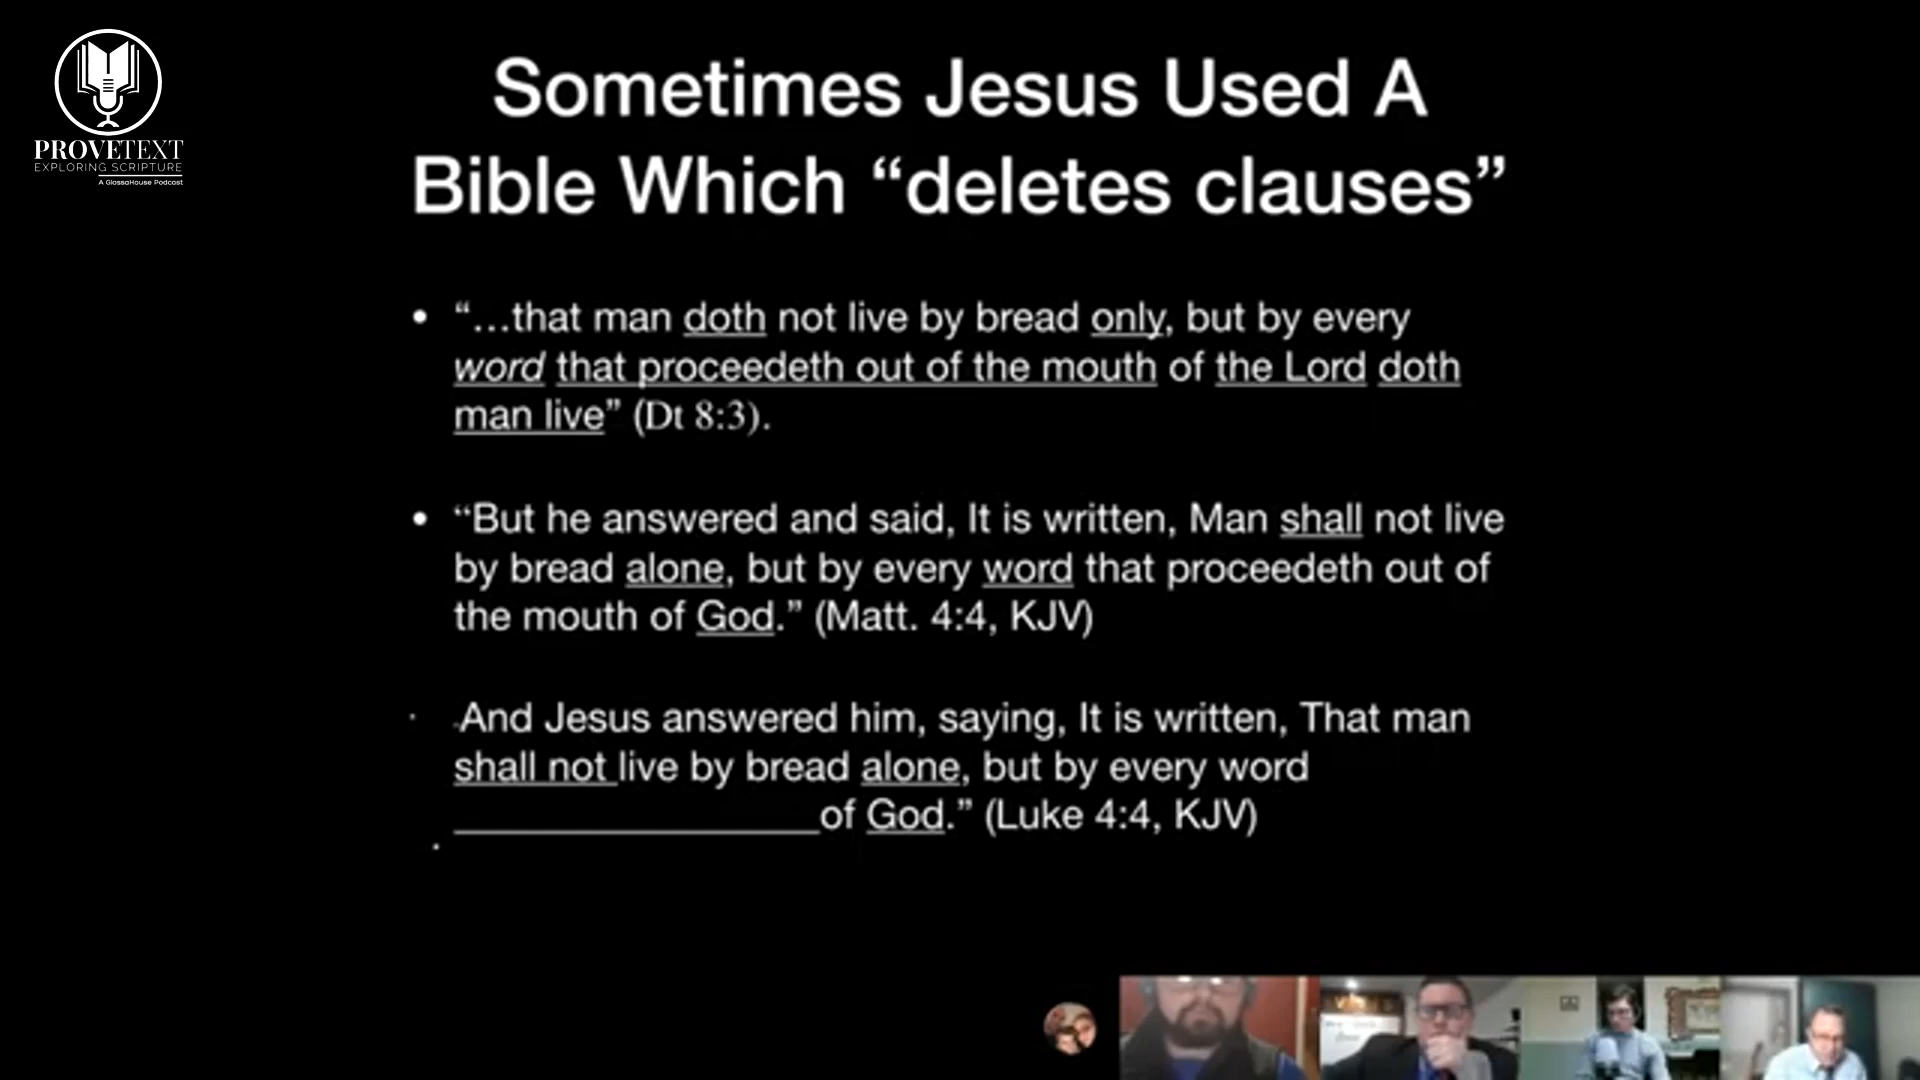 PROVETEXT
EXPLORING SCRIPTURE
A GlossaHouse Podcast
Sometimes Jesus Used A
Bible Which “deletes clauses”
• “…that man doth not live by bread only, but by every
word that proceedeth out of the mouth of the Lord doth
man live” (Dt 8:3).
• “But he answered and said, It is written, Man shall not live
by bread alone, but by every word that proceedeth out of
the mouth of God.” (Matt. 4:4, KJV)
And Jesus answered him, saying, It is written, That man
shall not live by bread alone, but by every word
________________of God.” (Luke 4:4, KJV)